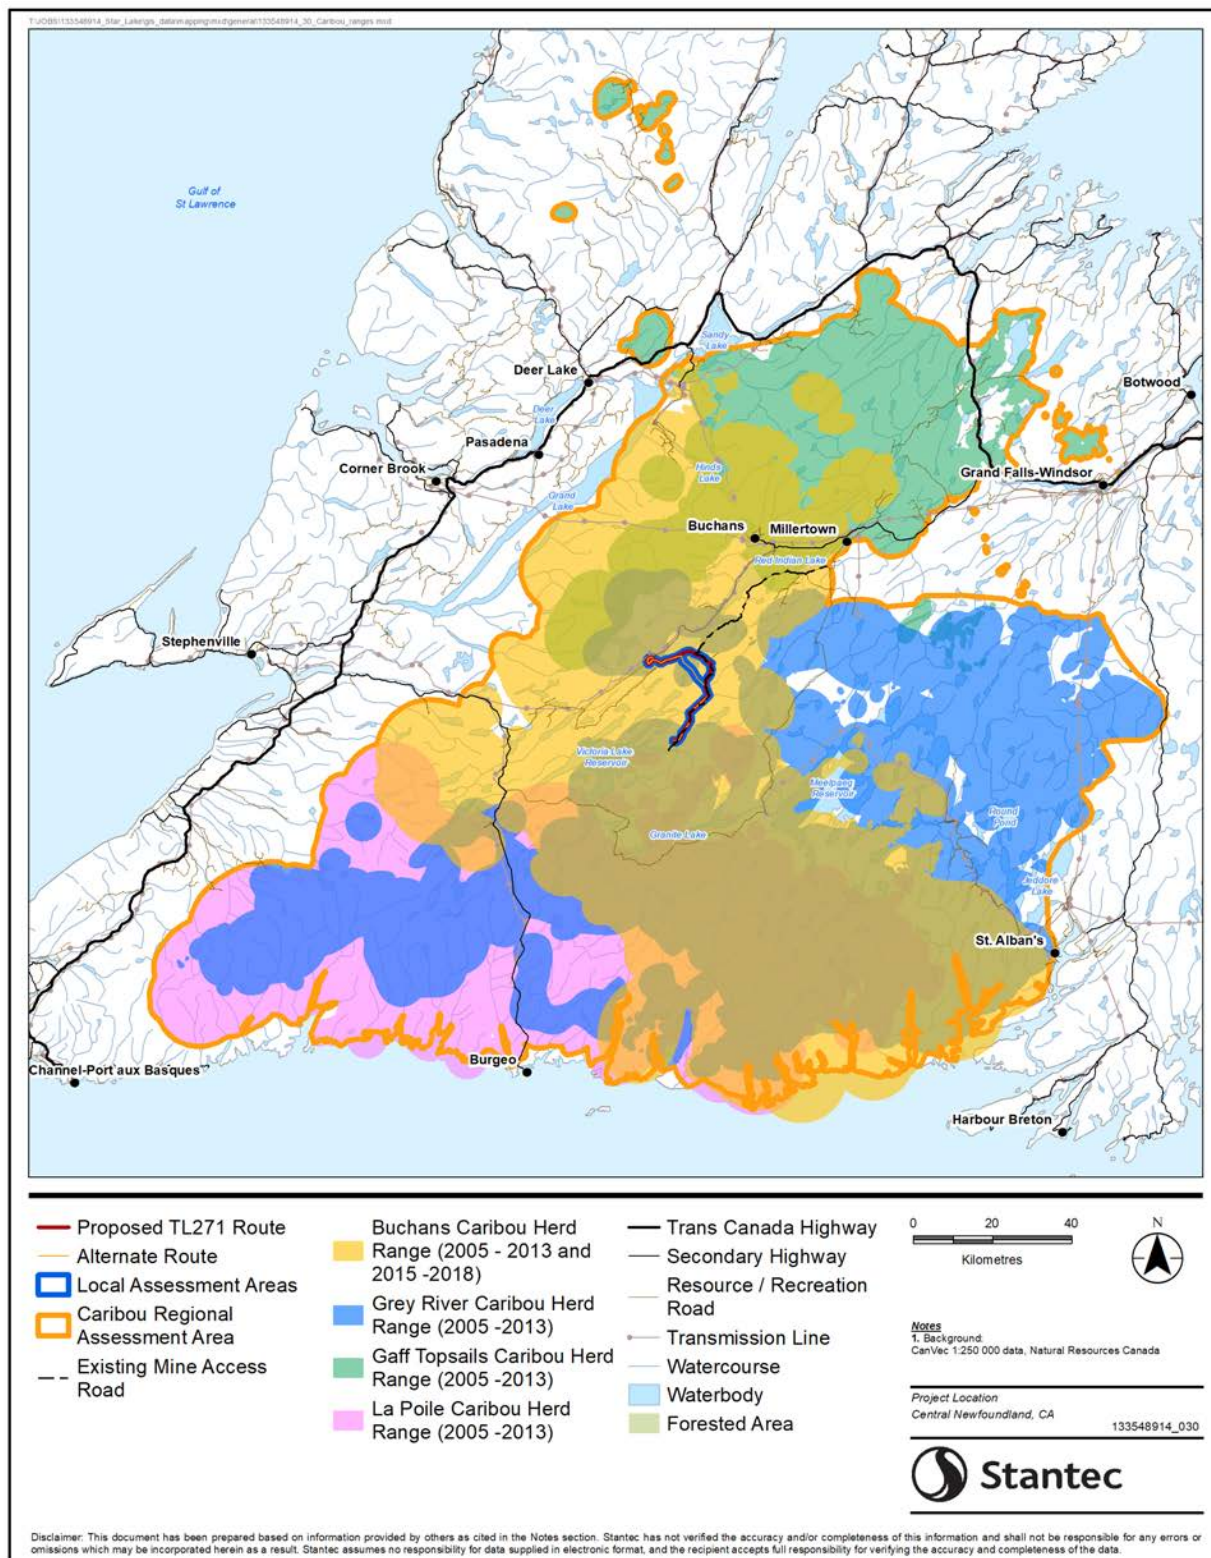 T:\JOBS\133548914_Star_Lake\gis_data\mapping\mxd\general\133548914_30_Caribou_ranges.mxd
Gulf of
St Lawrence
Sandy
Lake
Deer Lake
Botwood
Deer
Lake
Pasadena
Corner Brook
Hinds
Lake
Grand Falls-Windsor
Grand
Lake
Buchans
Millertown
Red Indian Lake
Stephenville
Victoria Lake
Reservoir
Meelpaeg
Reservoir
Round
Pond
Granite Lake
Jeddore
Lake
St. Alban's
Burgeo
Channel-Port aux Basques
Harbour Breton
Proposed TL271 Route
Alternate Route
Local Assessment Areas
Caribou Regional
Assessment Area
Existing Mine Access
Road
Buchans Caribou Herd
Range (2005 - 2013 and
2015 -2018)
Grey River Caribou Herd
Range (2005 -2013)
Gaff Topsails Caribou Herd
Range (2005 -2013)
La Poile Caribou Herd
Range (2005 -2013)
Trans Canada Highway
Secondary Highway
Resource / Recreation
Road
Transmission Line
Watercourse
Waterbody
Forested Area
0 20 40
Kilometres
N
Notes
1. Background:
CanVec 1:250 000 data, Natural Resources Canada
Project Location
Central Newfoundland, CA
133548914_030
Stantec
Disclaimer: This document has been prepared based on information provided by others as cited in the Notes section. Stantec has not verified the accuracy and/or completeness of this information and shall not be responsible for any errors or
omissions which may be incorporated herein as a result. Stantec assumes no responsibility for data supplied in electronic format, and the recipient accepts full responsibility for verifying the accuracy and completeness of the data.